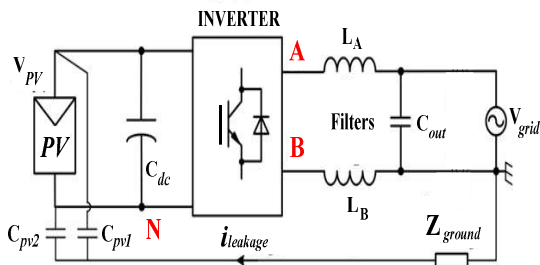 INVERTER
A
L_A
V_PV
Filters
C_out
V_grid
PV
C_dc
B
L_B
C_pv2
C_pv1
N
i_leakage
Z_ground